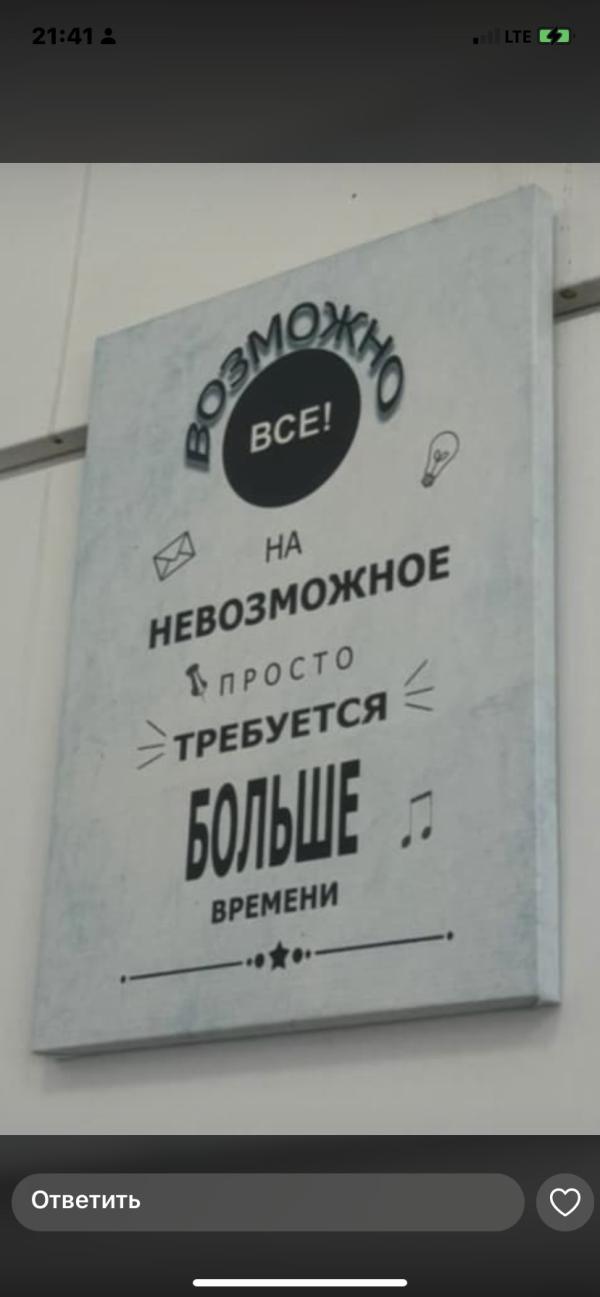 21:41
LTE
ВОЗМОЖНО
ВСЕ!
НА
НЕВОЗМОЖНОЕ
ПРОСТО
ТРЕБУЕТСЯ
БОЛЬШЕ
ВРЕМЕНИ
Ответить